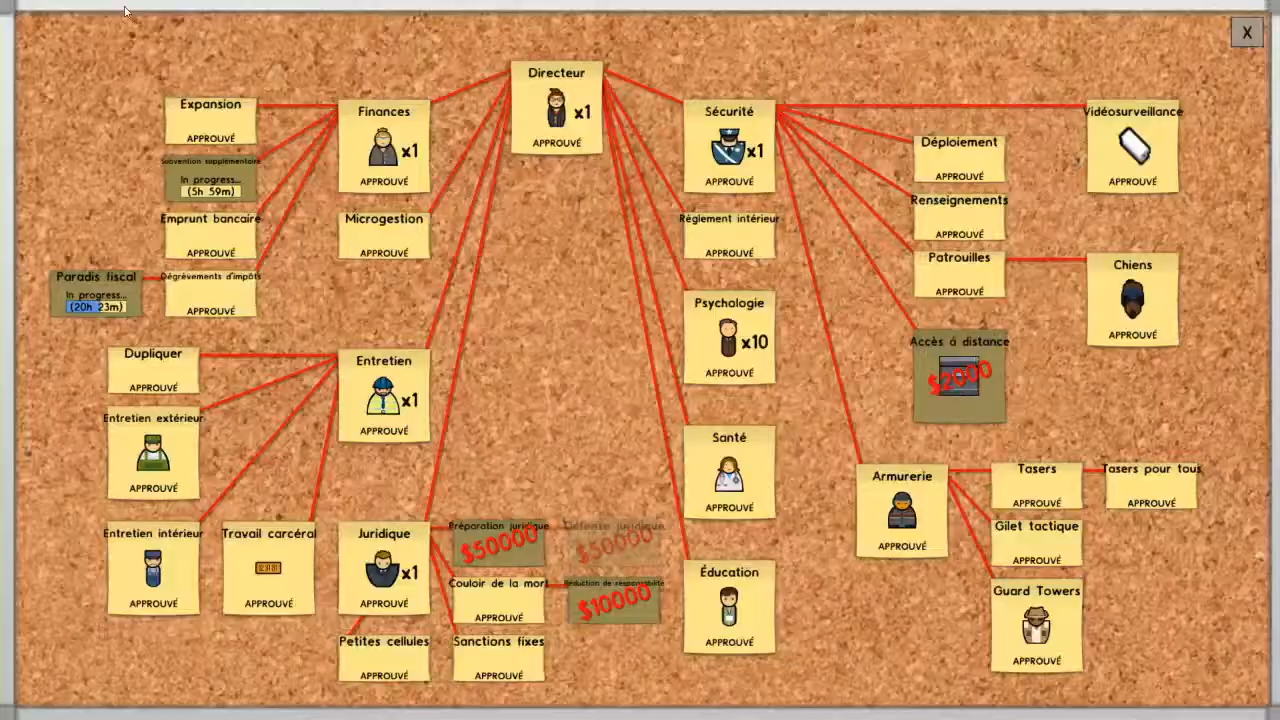 X
Directeur
x1
APPROUVÉ
Expansion
APPROUVÉ
Subvention supplémentaire
In progress...
(5h 59m)
Emprunt bancaire
APPROUVÉ
Paradis fiscal
In progress...
(20h 23m)
Dégrèvements d'impôts
APPROUVÉ
Finances
x1
APPROUVÉ
Microgestion
APPROUVÉ
Dupliquer
APPROUVÉ
Entretien extérieur
APPROUVÉ
Entretien
x1
APPROUVÉ
Entretien intérieur
APPROUVÉ
Travail carcéral
APPROUVÉ
Juridique
x1
APPROUVÉ
Préparation juridique
$50000
Défense juridique
$50000
Couloir de la mort
APPROUVÉ
Réduction de résponsabilité
$10000
Petites cellules
APPROUVÉ
Sanctions fixes
APPROUVÉ
Sécurité
x1
APPROUVÉ
Règlement intérieur
APPROUVÉ
Psychologie
x10
APPROUVÉ
Santé
APPROUVÉ
Éducation
APPROUVÉ
Vidéosurveillance
APPROUVÉ
Déploiement
APPROUVÉ
Renseignements
APPROUVÉ
Patrouilles
APPROUVÉ
Chiens
APPROUVÉ
Accès à distance
$2000
Armurerie
APPROUVÉ
Tasers
APPROUVÉ
Tasers pour tous
APPROUVÉ
Gilet tactique
APPROUVÉ
Guard Towers
APPROUVÉ